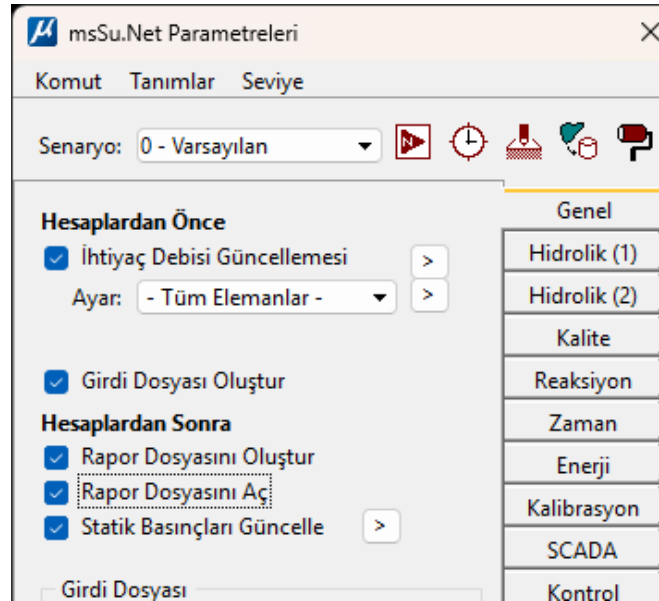 msSu.Net Parametreleri
Komut Tanımlar Seviye
Senaryo: 0 - Varsayılan
Genel
Hesaplardan Önce
İhtiyaç Debisi Güncellemesi >
Hidrolik (1)
Ayar: - Tüm Elemanlar - >
Hidrolik (2)
Kalite
Girdi Dosyası Oluştur
Reaksiyon
Hesaplardan Sonra
Zaman
Rapor Dosyasını Oluştur
Enerji
Rapor Dosyasını Aç
Kalibrasyon
Statik Basınçları Güncelle >
SCADA
Girdi Dosyası
Kontrol